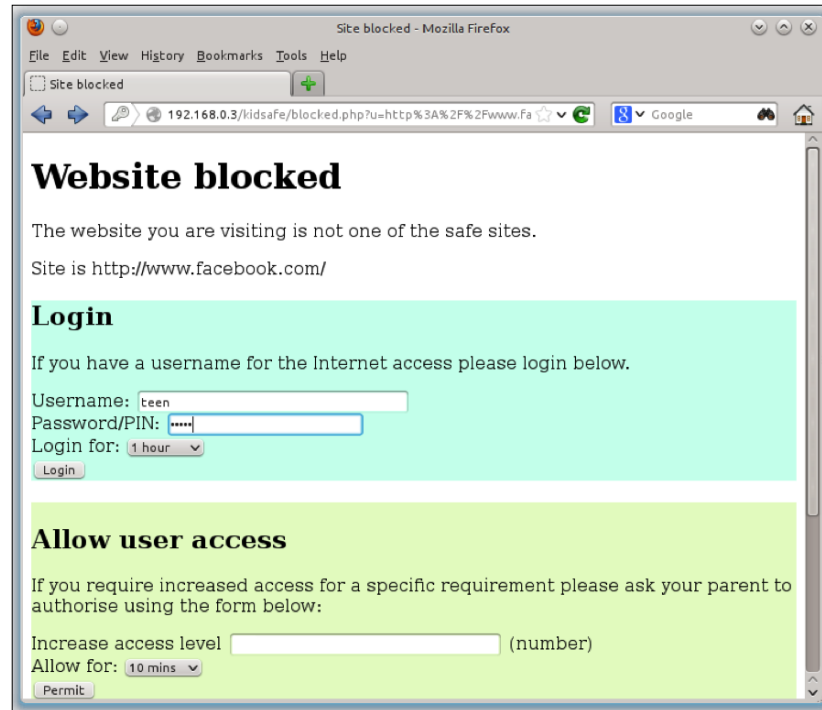 Site blocked - Mozilla Firefox
File Edit View History Bookmarks Tools Help
Site blocked
192.168.0.3/kidsafe/blocked.php?u=http%3A%2F%2Fwww.fa
Google
Website blocked
The website you are visiting is not one of the safe sites.
Site is http://www.facebook.com/
Login
If you have a username for the Internet access please login below.
Username: teen
Password/PIN: •••••
Login for: 1 hour
Login
Allow user access
If you require increased access for a specific requirement please ask your parent to
authorise using the form below:
Increase access level (number)
Allow for: 10 mins
Permit